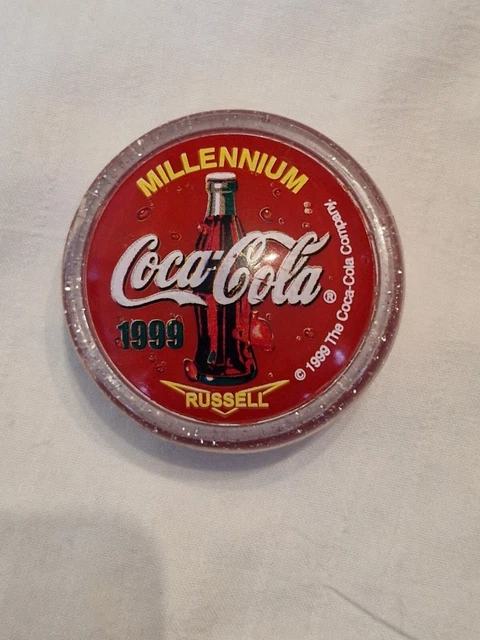 MILLENNIUM
Coca-Cola®
1999
RUSSELL
© 1999 The Coca-Cola Company.